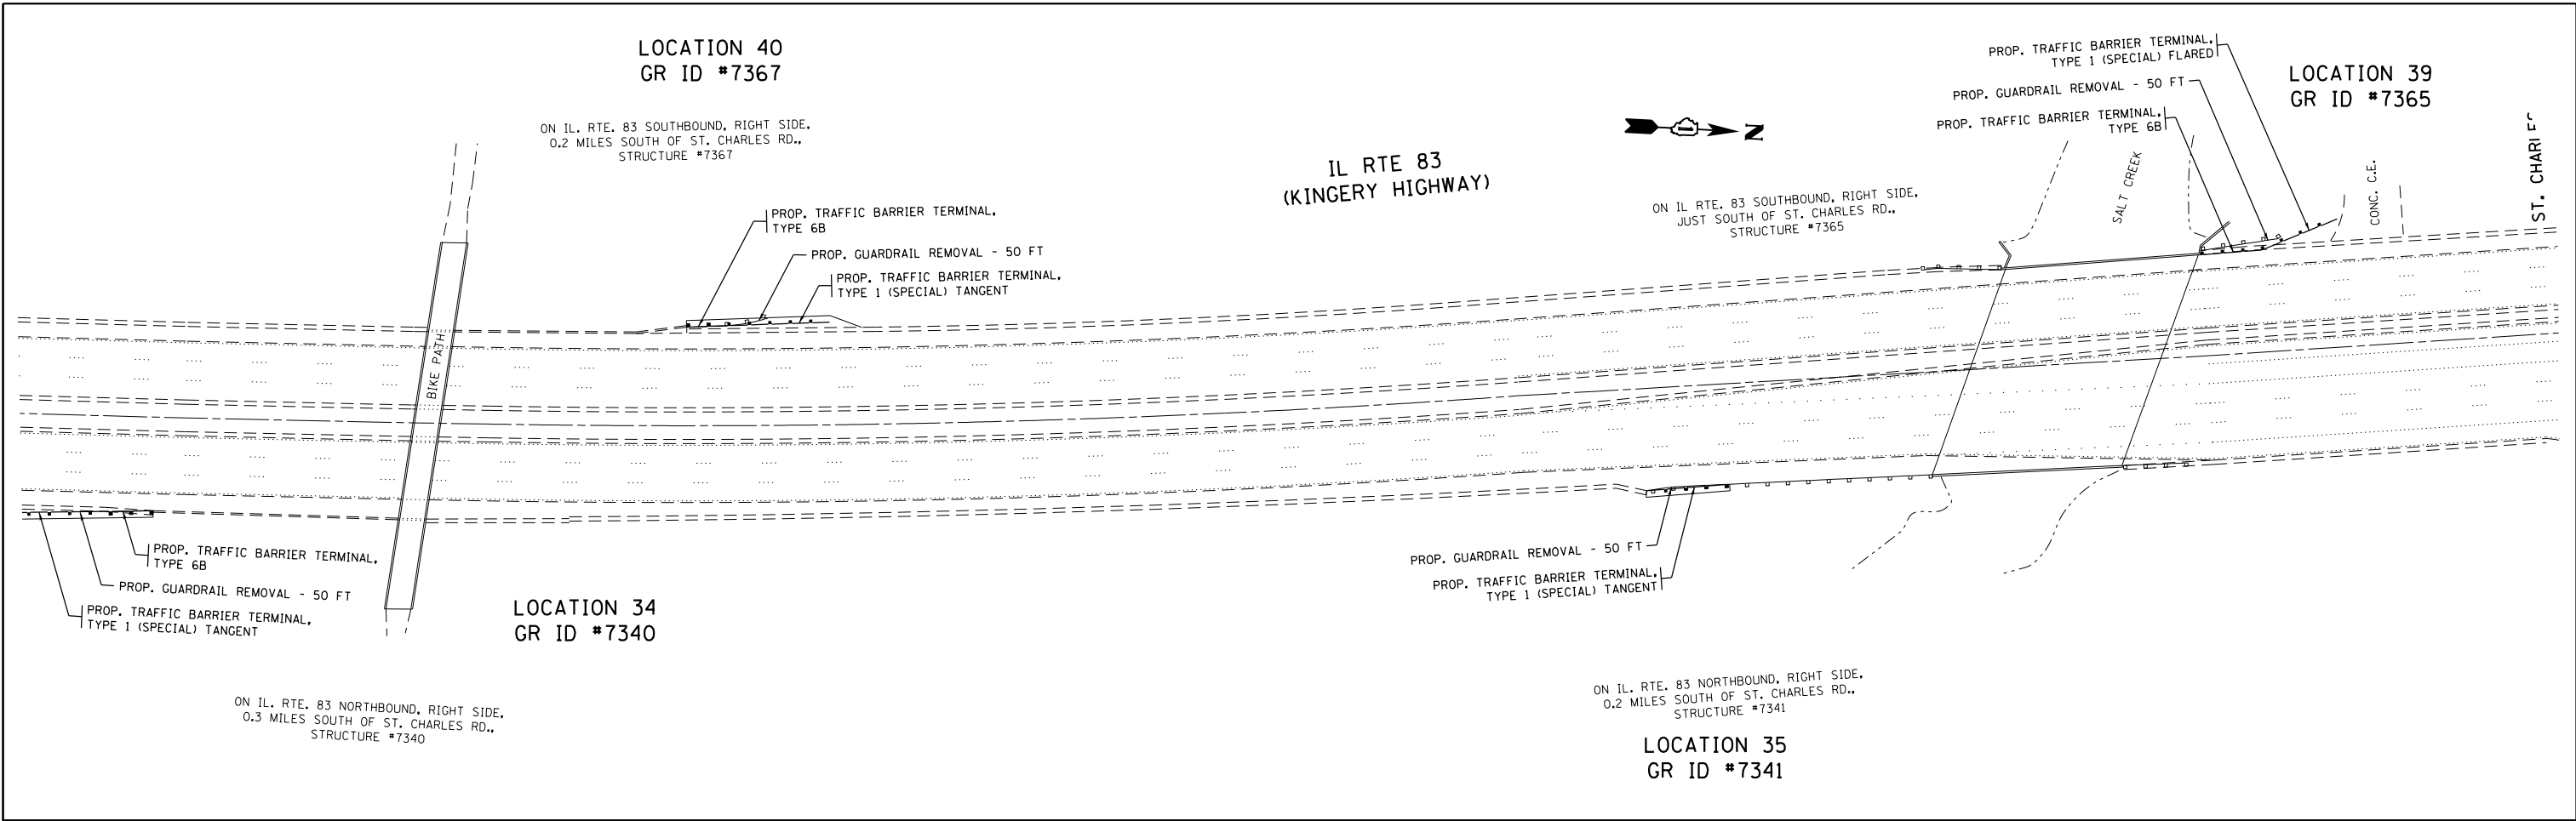 LOCATION 40
GR ID #7367
ON IL. RTE. 83 SOUTHBOUND, RIGHT SIDE,
0.2 MILES SOUTH OF ST. CHARLES RD.,
STRUCTURE #7367
PROP. TRAFFIC BARRIER TERMINAL,
TYPE 6B
PROP. GUARDRAIL REMOVAL - 50 FT
PROP. TRAFFIC BARRIER TERMINAL,
TYPE 1 (SPECIAL) TANGENT
IL RTE 83
(KINGERY HIGHWAY)
N
PROP. TRAFFIC BARRIER TERMINAL,
TYPE 1 (SPECIAL) FLARED
PROP. GUARDRAIL REMOVAL - 50 FT
PROP. TRAFFIC BARRIER TERMINAL,
TYPE 6B
LOCATION 39
GR ID #7365
ON IL RTE. 83 SOUTHBOUND, RIGHT SIDE,
JUST SOUTH OF ST. CHARLES RD.,
STRUCTURE #7365
SALT CREEK
CONC. C.E.
ST. CHARLES
BIKE PATH
PROP. TRAFFIC BARRIER TERMINAL,
TYPE 6B
PROP. GUARDRAIL REMOVAL - 50 FT
PROP. TRAFFIC BARRIER TERMINAL,
TYPE 1 (SPECIAL) TANGENT
LOCATION 34
GR ID #7340
ON IL. RTE. 83 NORTHBOUND, RIGHT SIDE,
0.3 MILES SOUTH OF ST. CHARLES RD.,
STRUCTURE #7340
PROP. GUARDRAIL REMOVAL - 50 FT
PROP. TRAFFIC BARRIER TERMINAL,
TYPE 1 (SPECIAL) TANGENT
ON IL. RTE. 83 NORTHBOUND, RIGHT SIDE,
0.2 MILES SOUTH OF ST. CHARLES RD.,
STRUCTURE #7341
LOCATION 35
GR ID #7341